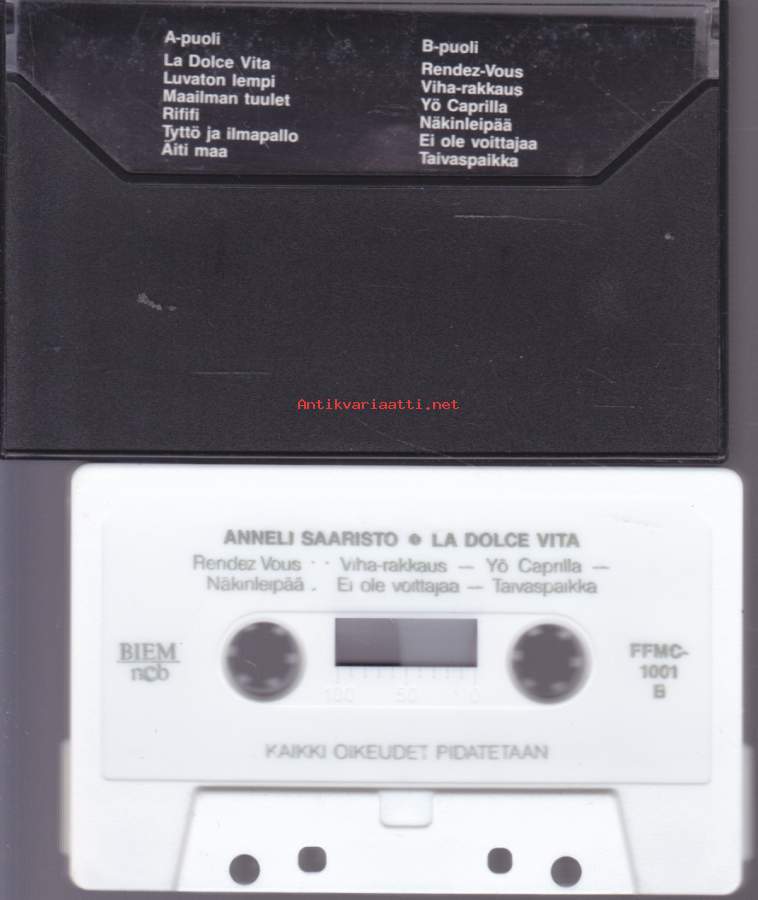 A-puoli
La Dolce Vita
Luvaton lempi
Maailman tuulet
Rififi
Tyttö ja ilmapallo
Äiti maa
B-puoli
Rendez-Vous
Viha-rakkaus
Yö Caprilla
Näkinleipää
Ei ole voittajaa
Taivaspaikka
Antikvariaatti.net
ANNELI SAARISTO • LA DOLCE VITA
Rendez Vous - Viha-rakkaus — Yö Caprilla —
Näkinleipää . Ei ole voittajaa — Taivaspaikka
BIEM
ncb
FFMC-
1001
B
100 50 0
KAIKKI OIKEUDET PIDÄTETÄÄN